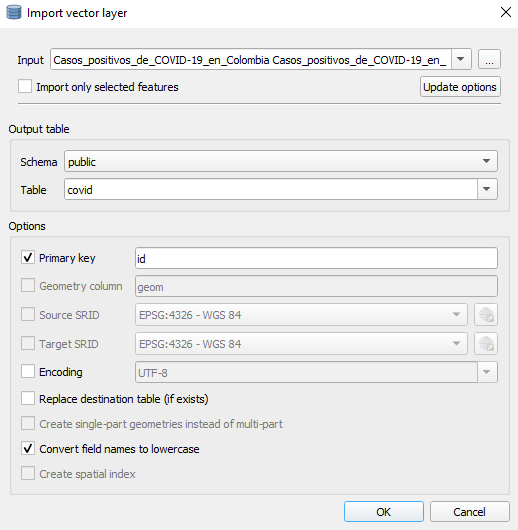 Import vector layer
Input Casos_positivos_de_COVID-19_en_Colombia Casos_positivos_de_COVID-19_en_ ...
Import only selected features Update options
Output table
Schema public
Table covid
Options
Primary key id
Geometry column geom
Source SRID EPSG:4326 - WGS 84
Target SRID EPSG:4326 - WGS 84
Encoding UTF-8
Replace destination table (if exists)
Create single-part geometries instead of multi-part
Convert field names to lowercase
Create spatial index
OK Cancel